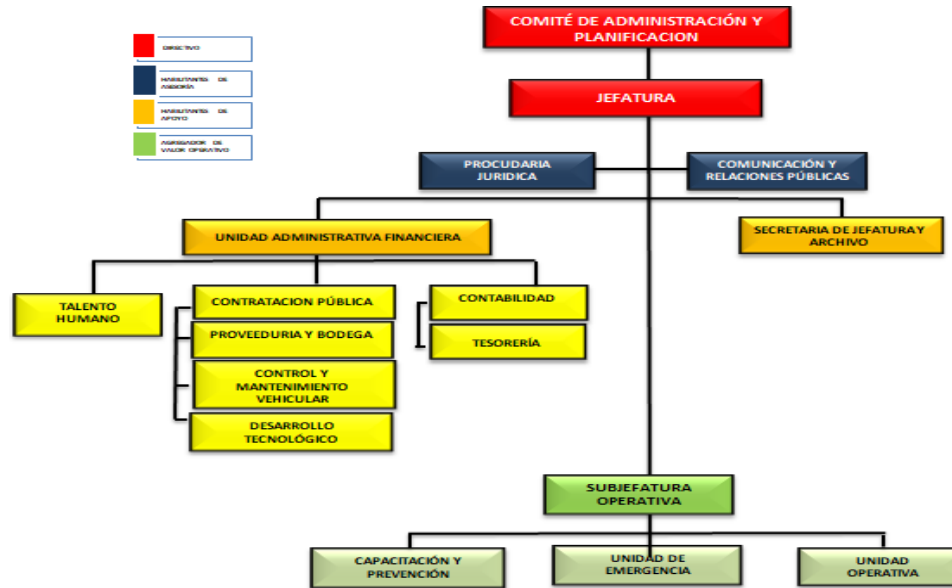 COMITÉ DE ADMINISTRACIÓN Y
PLANIFICACION
DIRECTIVO
HABILITANTES DE
ASESORÍA
HABILITANTES DE
APOYO
AGREGADOR DE
VALOR OPERATIVO
JEFATURA
PROCUDARIA
JURIDICA
COMUNICACIÓN Y
RELACIONES PÚBLICAS
UNIDAD ADMINISTRATIVA FINANCIERA
SECRETARIA DE JEFATURA Y
ARCHIVO
TALENTO
HUMANO
CONTRATACION PÚBLICA
PROVEEDURIA Y BODEGA
CONTROL Y
MANTENIMIENTO
VEHICULAR
DESARROLLO
TECNOLÓGICO
CONTABILIDAD
TESORERÍA
SUBJEFATURA
OPERATIVA
CAPACITACIÓN Y
PREVENCIÓN
UNIDAD DE
EMERGENCIA
UNIDAD
OPERATIVA